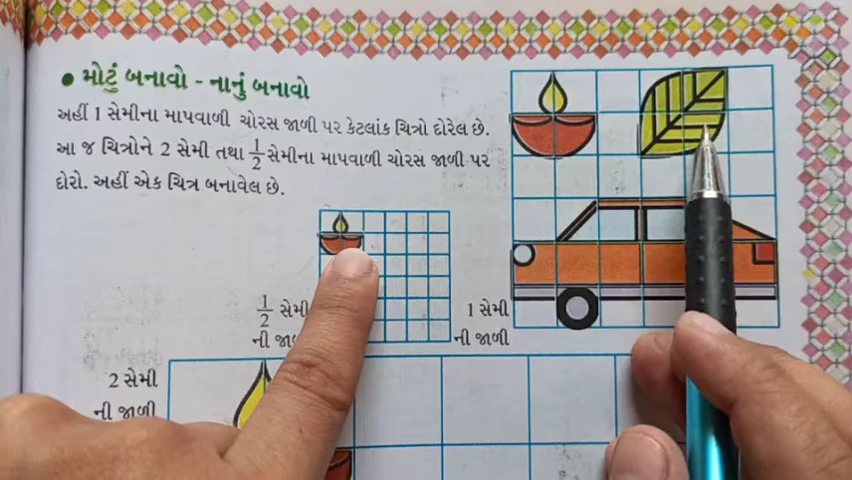 ● મોટું બનાવો - નાનું બનાવો
અહીં 1 સેમીના માપવાળી ચોરસ જાળી પર કેટલાંક ચિત્રો દોરેલ છે.
આ જ ચિત્રોને 2 સેમી તથા 1/2 સેમીના માપવાળી ચોરસ જાળી પર
દોરો. અહીં એક ચિત્ર બનાવેલ છે.
1/2 સેમી
ની
1 સેમી
ની જાળી
2 સેમી
ની જાળી